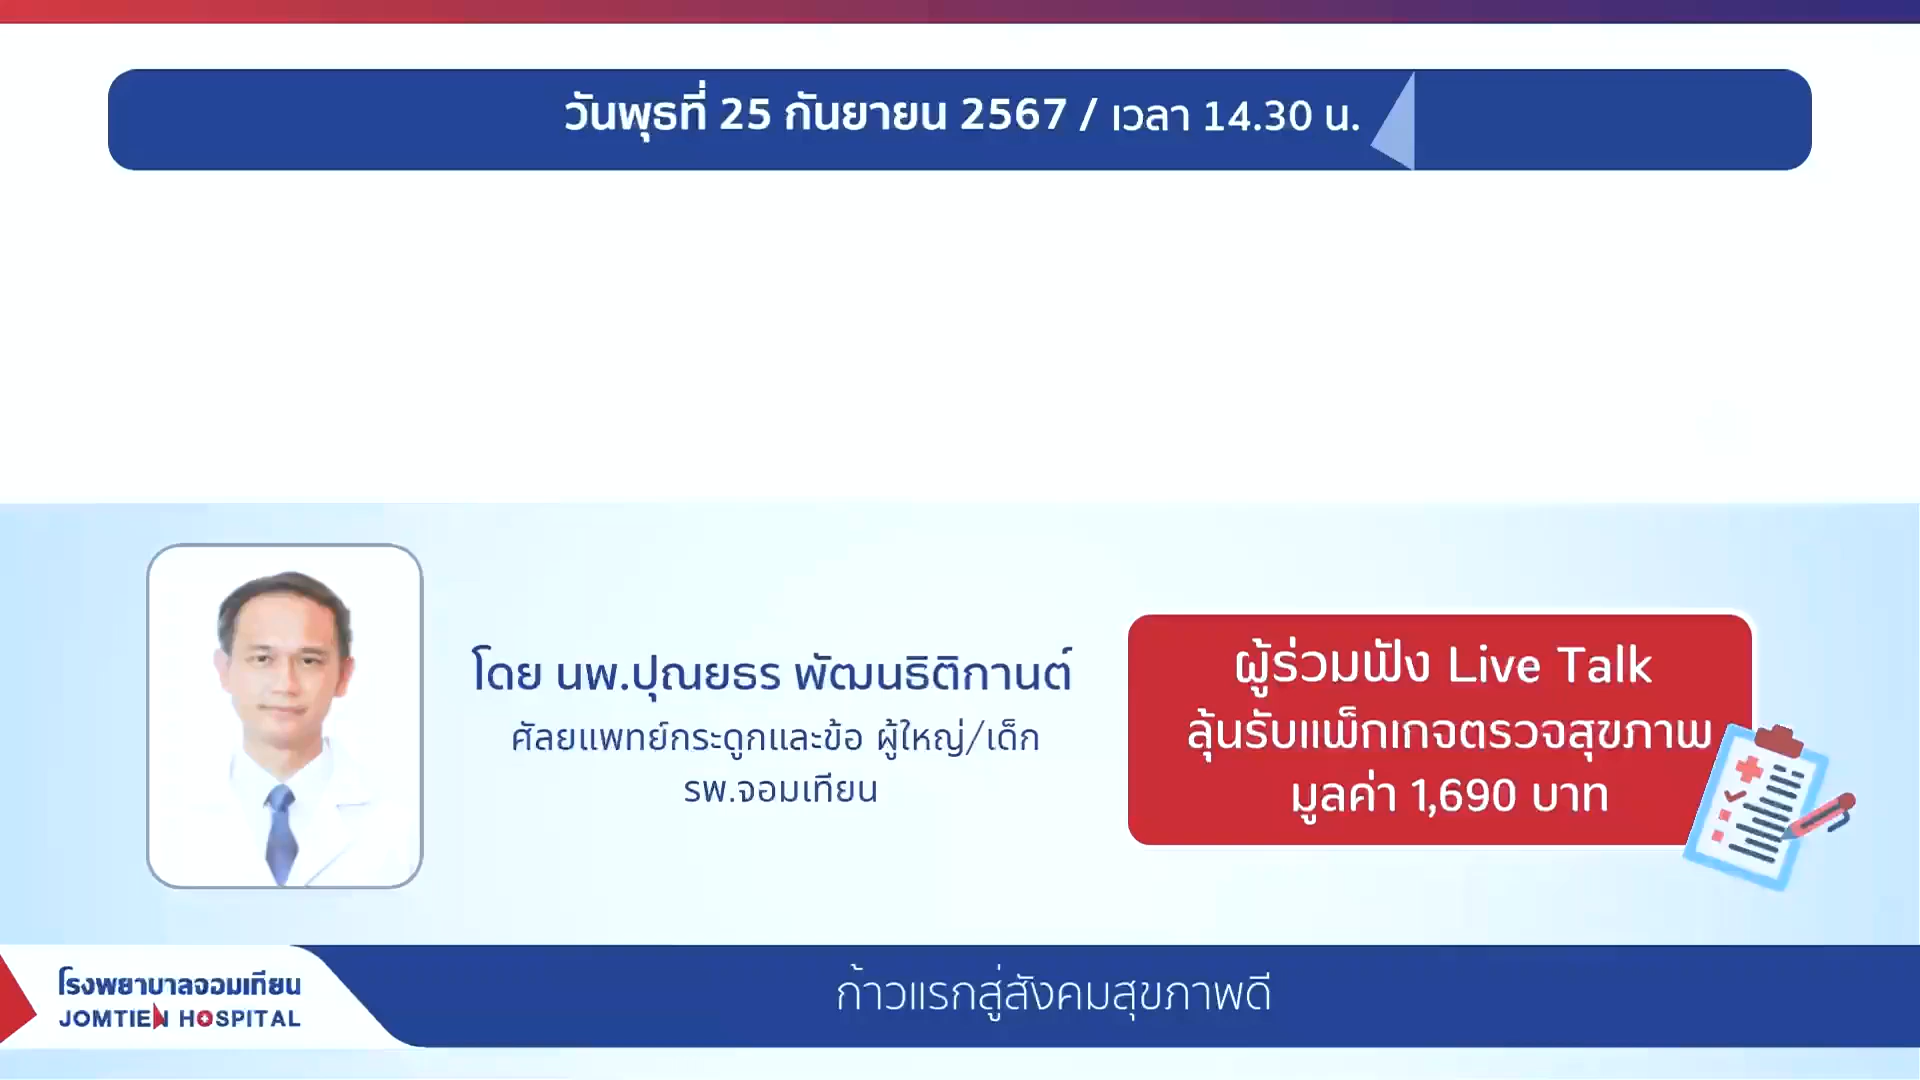 วันพุธที่ 25 กันยายน 2567 / เวลา 14.30 น.
โดย นพ.ปุณยธร พัฒนธิติกานต์
ศัลยแพทย์กระดูกและข้อ ผู้ใหญ่/เด็ก
รพ.จอมเทียน
ผู้ร่วมฟัง Live Talk
ลุ้นรับแพ็กเกจตรวจสุขภาพ
มูลค่า 1,690 บาท
โรงพยาบาลจอมเทียน
JOMTIEN HOSPITAL
ก้าวแรกสู่สังคมสุขภาพดี